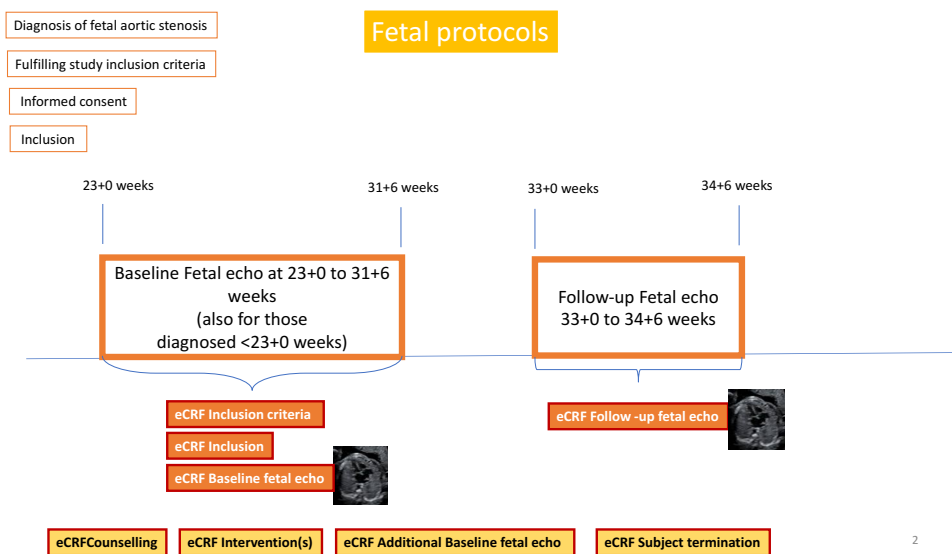 Fetal protocols
Diagnosis of fetal aortic stenosis
Fulfilling study inclusion criteria
Informed consent
Inclusion
23+0 weeks
31+6 weeks
33+0 weeks
34+6 weeks
Baseline Fetal echo at 23+0 to 31+6
weeks
(also for those
diagnosed <23+0 weeks)
Follow-up Fetal echo
33+0 to 34+6 weeks
eCRF Inclusion criteria
eCRF Inclusion
eCRF Baseline fetal echo
eCRF Follow -up fetal echo
eCRFCounselling
eCRF Intervention(s)
eCRF Additional Baseline fetal echo
eCRF Subject termination
2